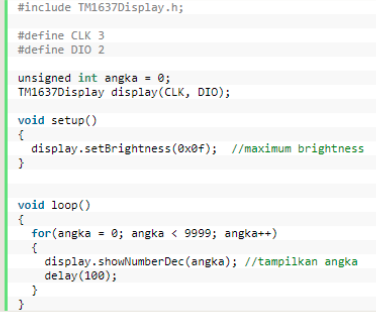 #include TM1637Display.h;
#define CLK 3
#define DIO 2
unsigned int angka = 0;
TM1637Display display(CLK, DIO);
void setup()
{
display.setBrightness(0x0f); //maximum brightness
}
void loop()
{
for(angka = 0; angka < 9999; angka++)
{
display.showNumberDec(angka); //tampilkan angka
delay(100);
}
}